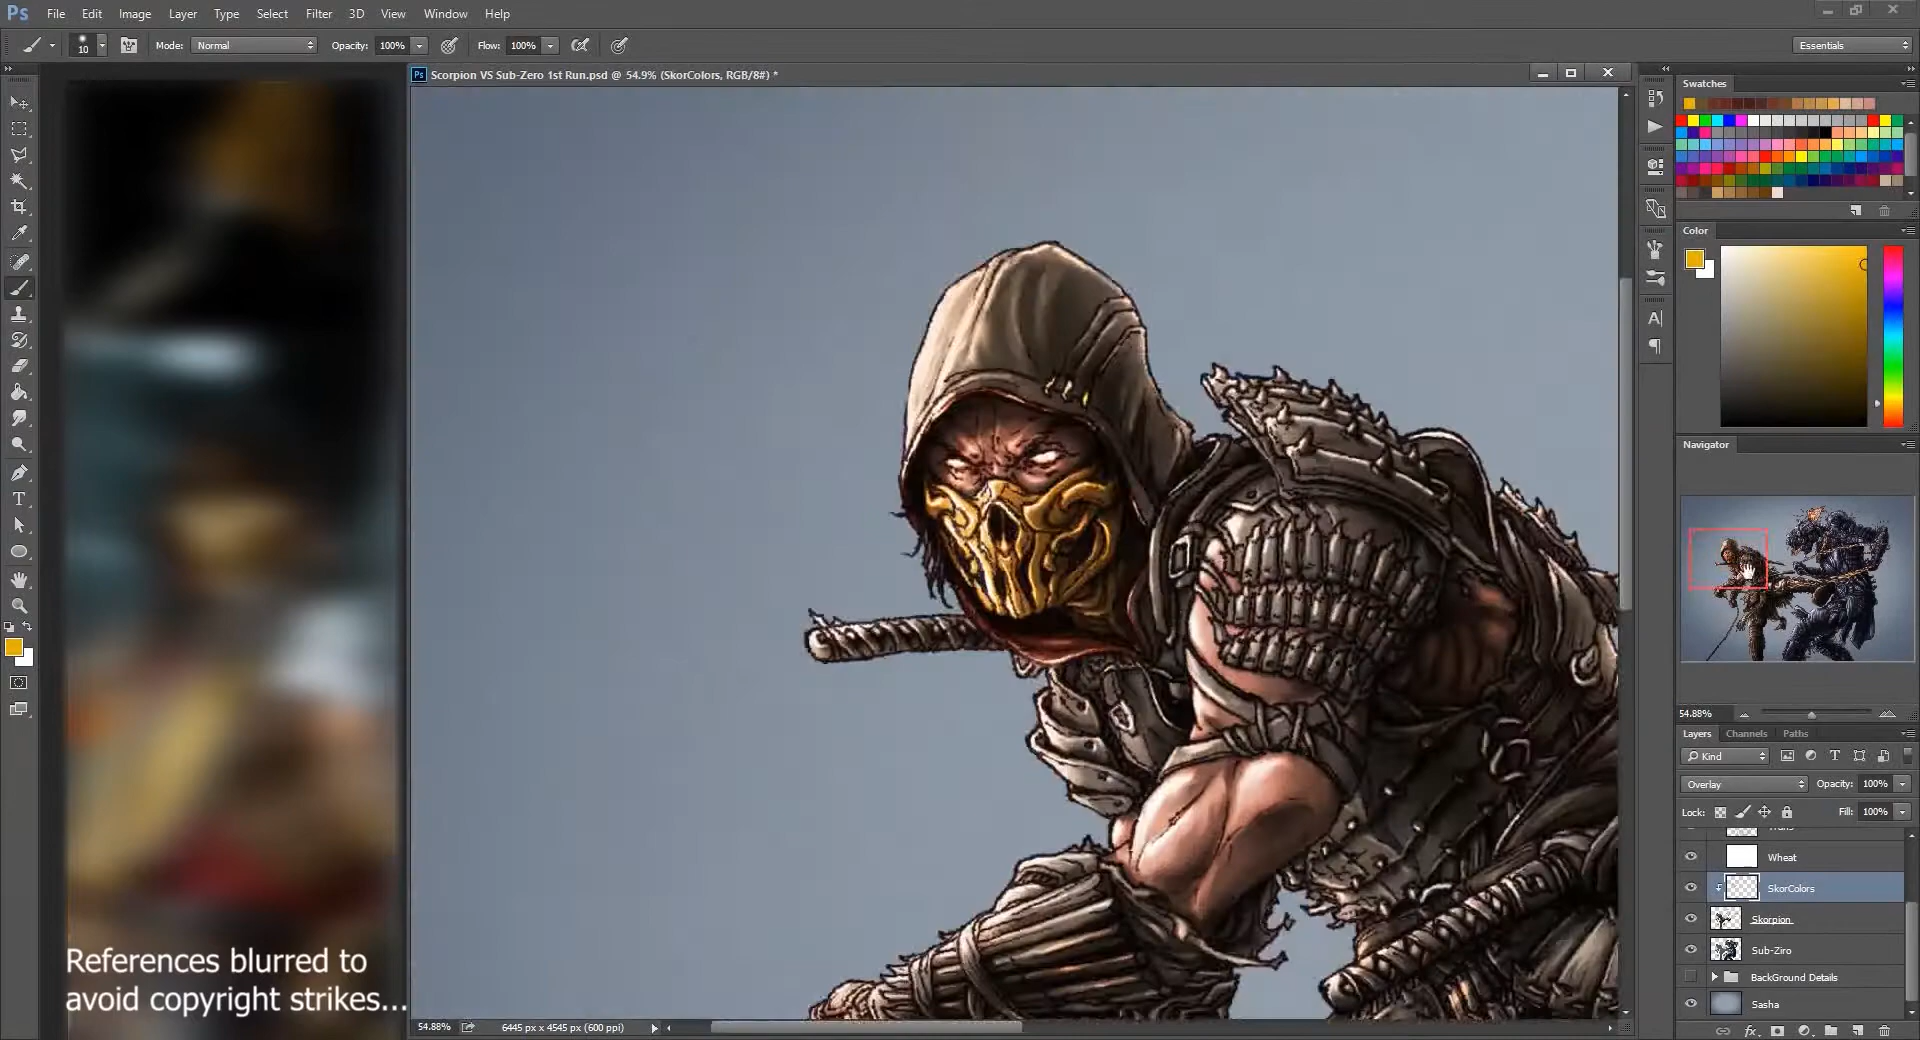 Ps File Edit Image Layer Type Select Filter 3D View Window Help
10 Mode: Normal Opacity: 100% Flow: 100% Essentials
Ps Scorpion VS Sub-Zero 1st Run.psd @ 54.9% (SkorColors, RGB/8#) *
Swatches
Color
Navigator
54.88%
Layers Channels Paths
Kind
Overlay Opacity: 100%
Lock: Fill: 100%
Wheat
SkorColors
Skorpion
Sub-Ziro
BackGround Details
Sasha
References blurred to
avoid copyright strikes...
54.88% 6445 px x 4545 px (600 ppi)